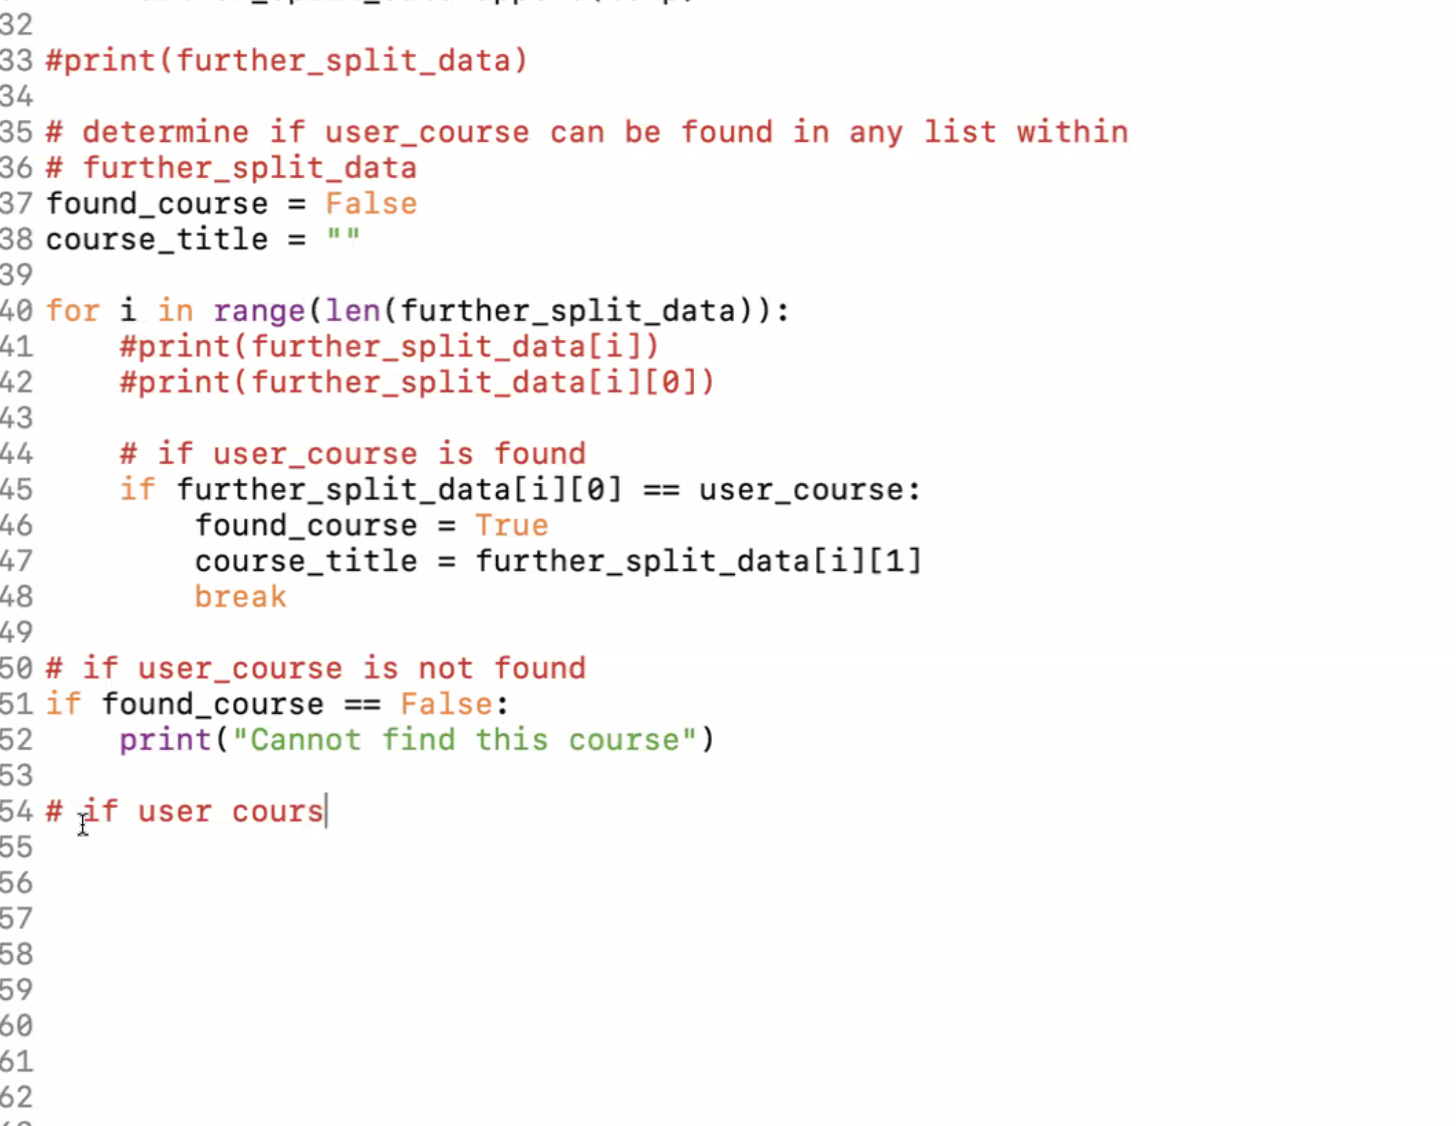 32
33 #print(further_split_data)
34
35 # determine if user_course can be found in any list within
36 # further_split_data
37 found_course = False
38 course_title = ""
39
40 for i in range(len(further_split_data)):
41     #print(further_split_data[i])
42     #print(further_split_data[i][0])
43
44     # if user_course is found
45     if further_split_data[i][0] == user_course:
46         found_course = True
47         course_title = further_split_data[i][1]
48         break
49
50 # if user_course is not found
51 if found_course == False:
52     print("Cannot find this course")
53
54 # if user cours
55
56
57
58
59
60
61
62